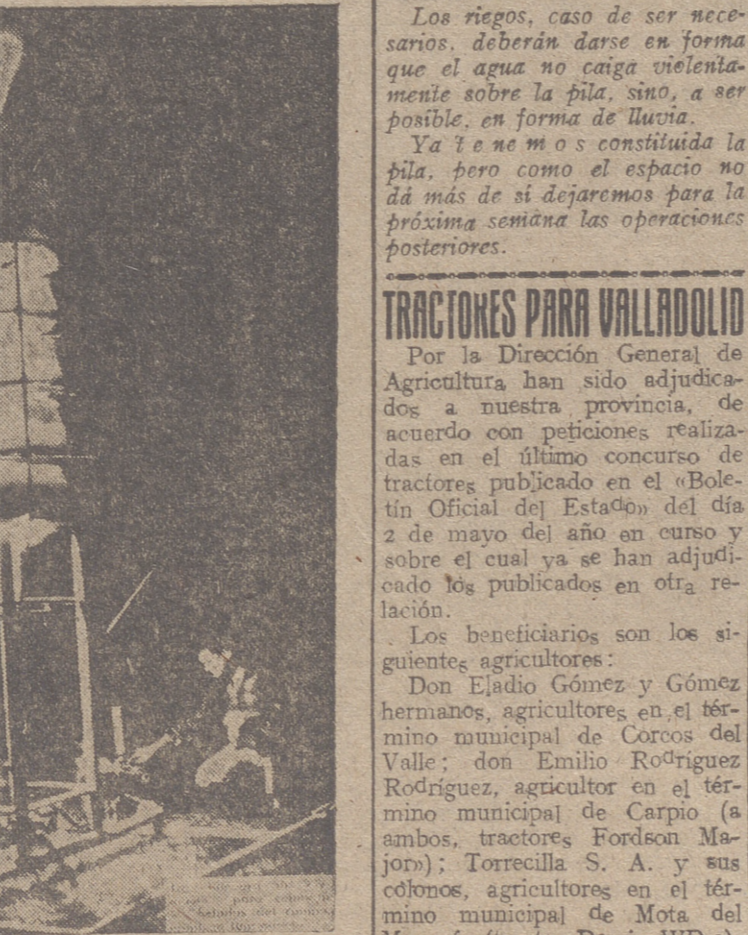 Los riegos, caso de ser nece-
sarios, deberán darse en forma
que el agua no caiga violenta-
mente sobre la pila, sino, a ser
posible, en forma de lluvia.
Ya tenemos constituida la
pila, pero como el espacio no
dá más de sí dejaremos para la
próxima semana las operaciones
posteriores.
TRACTORES PARA VALLADOLID
Por la Dirección General de
Agricultura han sido adjudica-
dos a nuestra provincia, de
acuerdo con peticiones realiza-
das en el último concurso de
tractores publicado en el «Bole-
tín Oficial del Estado» del día
2 de mayo del año en curso y
sobre el cual ya se han adjudi-
cado los publicados en otra re-
lación.
Los beneficiarios son los si-
guientes agricultores:
Don Eladio Gómez y Gómez
hermanos, agricultores en el tér-
mino municipal de Corcos del
Valle; don Emilio Rodríguez
Rodríguez, agricultor en el tér-
mino municipal de Carpio (a
ambos, tractores Fordson Ma-
jor»); Torrecilla S. A. y sus
colonos, agricultores en el tér-
mino municipal de Mota del